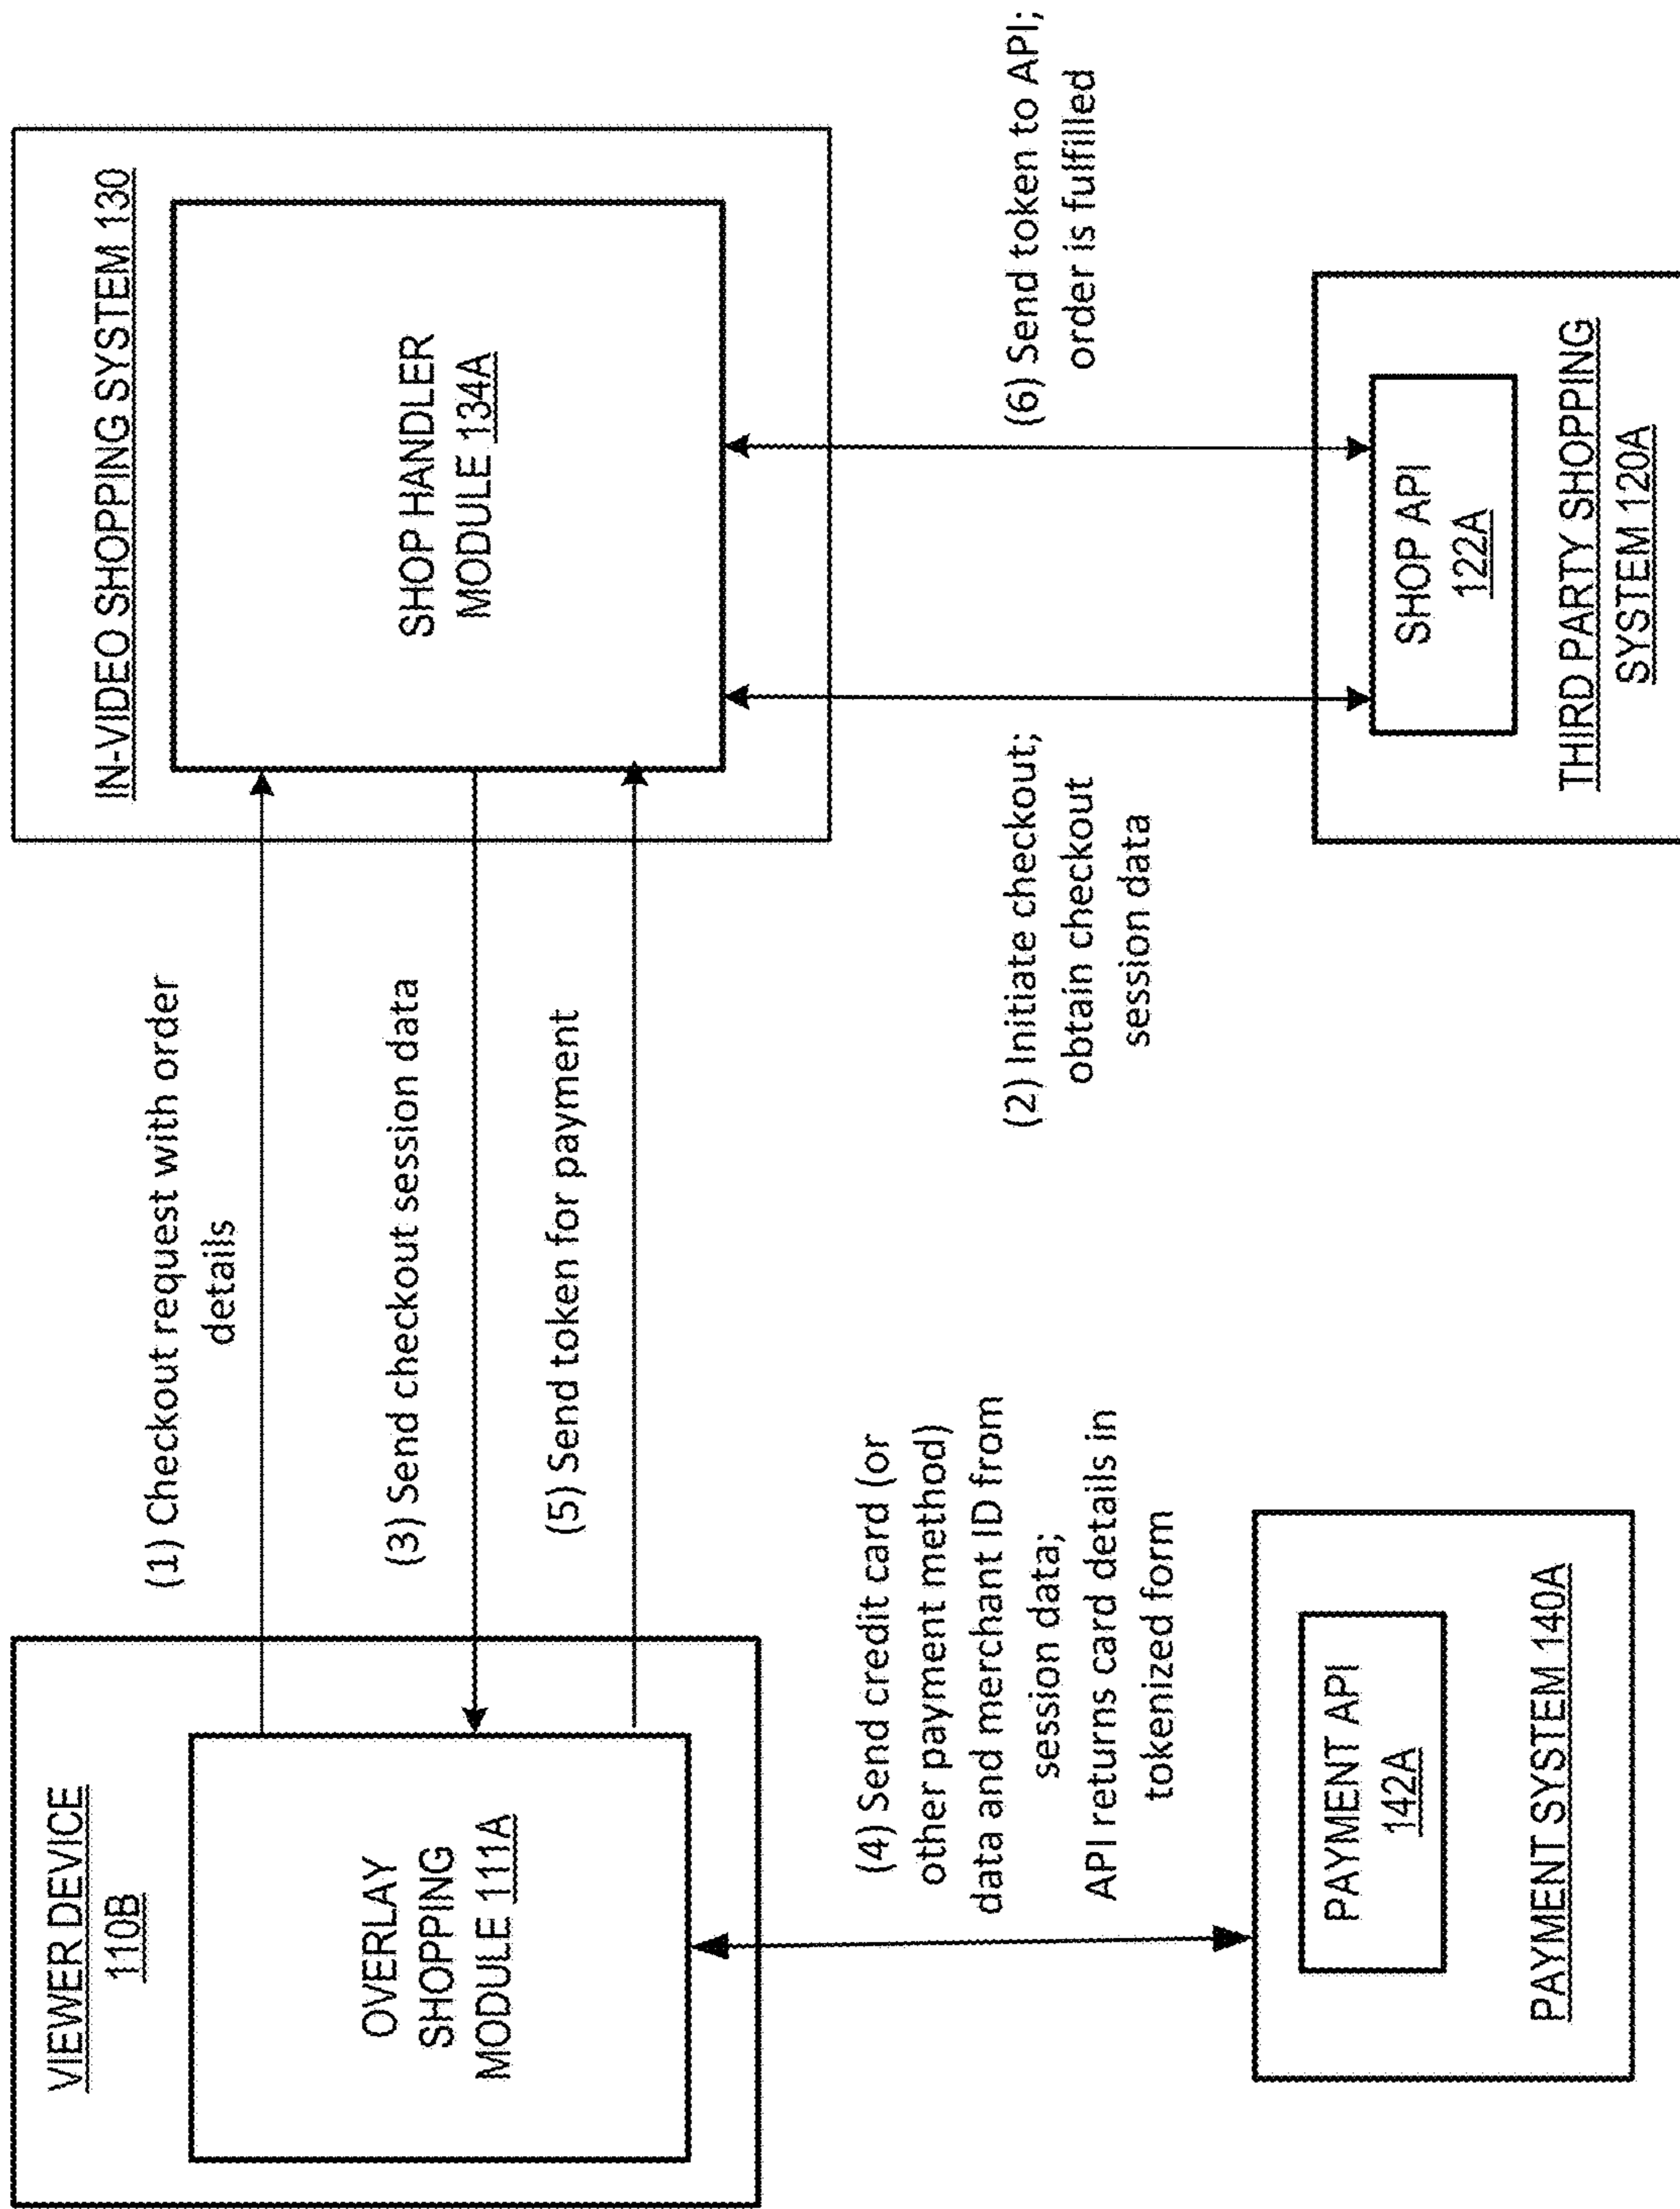 VIEWER DEVICE
110B
OVERLAY
SHOPPING
MODULE 111A
(1) Checkout request with order
details
(3) Send checkout session data
(5) Send token for payment
IN-VIDEO SHOPPING SYSTEM 130
SHOP HANDLER
MODULE 134A
(4) Send credit card (or
other payment method)
data and merchant ID from
session data;
API returns card details in
tokenized form
(2) Initiate checkout;
obtain checkout
session data
(6) Send token to API;
order is fulfilled
PAYMENT API
142A
PAYMENT SYSTEM 140A
SHOP API
122A
THIRD PARTY SHOPPING
SYSTEM 120A